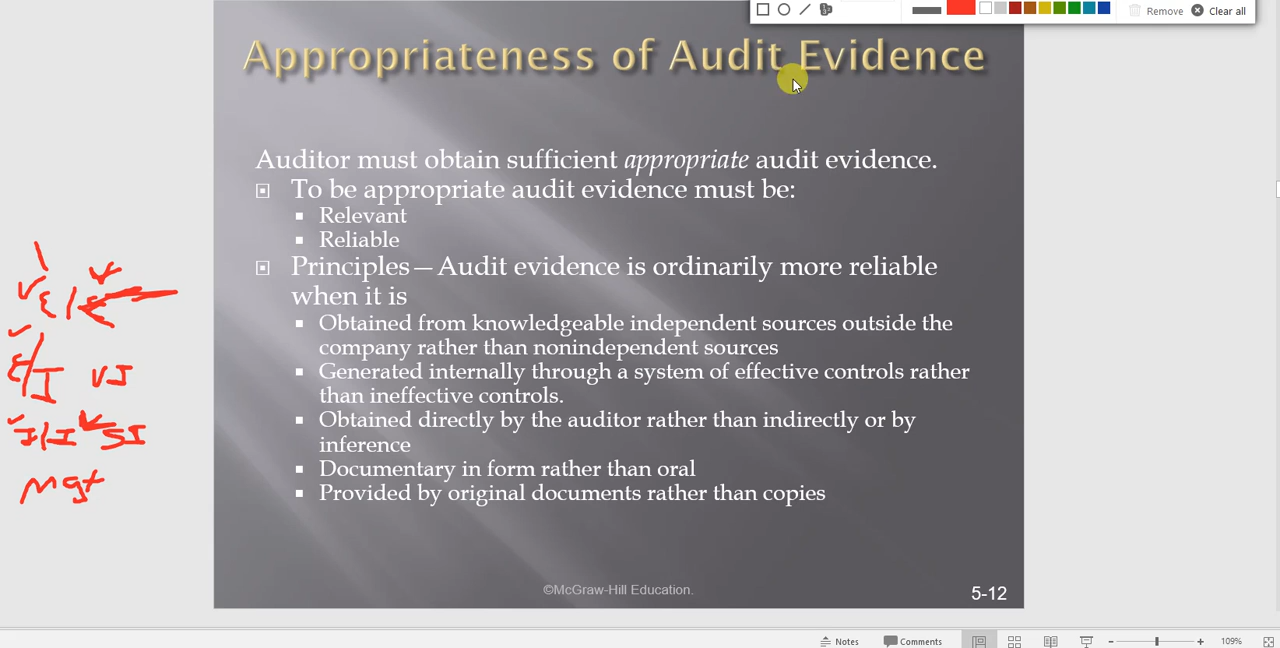 Remove
Clear all
Appropriateness of Audit Evidence
Auditor must obtain sufficient appropriate audit evidence.
To be appropriate audit evidence must be:
Relevant
Reliable
Principles—Audit evidence is ordinarily more reliable
when it is
Obtained from knowledgeable independent sources outside the
company rather than nonindependent sources
Generated internally through a system of effective controls rather
than ineffective controls.
Obtained directly by the auditor rather than indirectly or by
inference
Documentary in form rather than oral
Provided by original documents rather than copies
E/I VI
I/I SI
Mgt
©McGraw-Hill Education.
5-12
Notes
Comments
109%